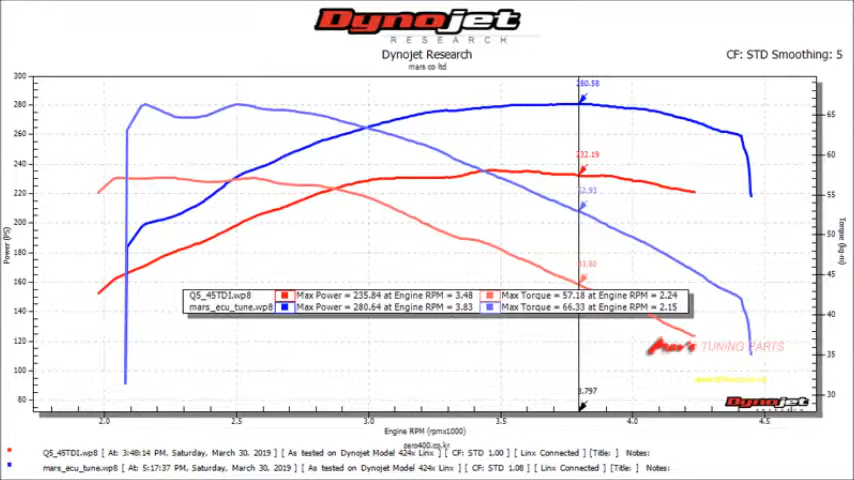 Dynojet
RESEARCH
Dynojet Research
CF: STD Smoothing: 5
mars co ltd
300
280
260
240
220
200
180
160
140
120
100
80
Power (PS)
280.58
232.19
52.93
43.80
3.797
65
60
55
50
45
40
35
30
Torque (kg m)
Q5_45TDI.wp8 Max Power = 235.84 at Engine RPM = 3.48 Max Torque = 57.18 at Engine RPM = 2.24
mars_ecu_tune.wp8 Max Power = 280.64 at Engine RPM = 3.83 Max Torque = 66.33 at Engine RPM = 2.15
Mars TUNING PARTS
Dynojet
2.0 2.5 3.0 3.5 4.0 4.5
Engine RPM (rpmx1000)
zero400.co.kr
Q5_45TDI.wp8 [ At: 3:48:14 PM, Saturday, March 30, 2019 ] [ As tested on Dynojet Model 424x Linx ] [ CF: STD 1.00 ] [ Linx Connected ] [Title: ] Notes:
mars_ecu_tune.wp8 [ At: 5:17:37 PM, Saturday, March 30, 2019 ] [ As tested on Dynojet Model 424x Linx ] [ CF: STD 1.08 ] [ Linx Connected ] [Title: ] Notes: